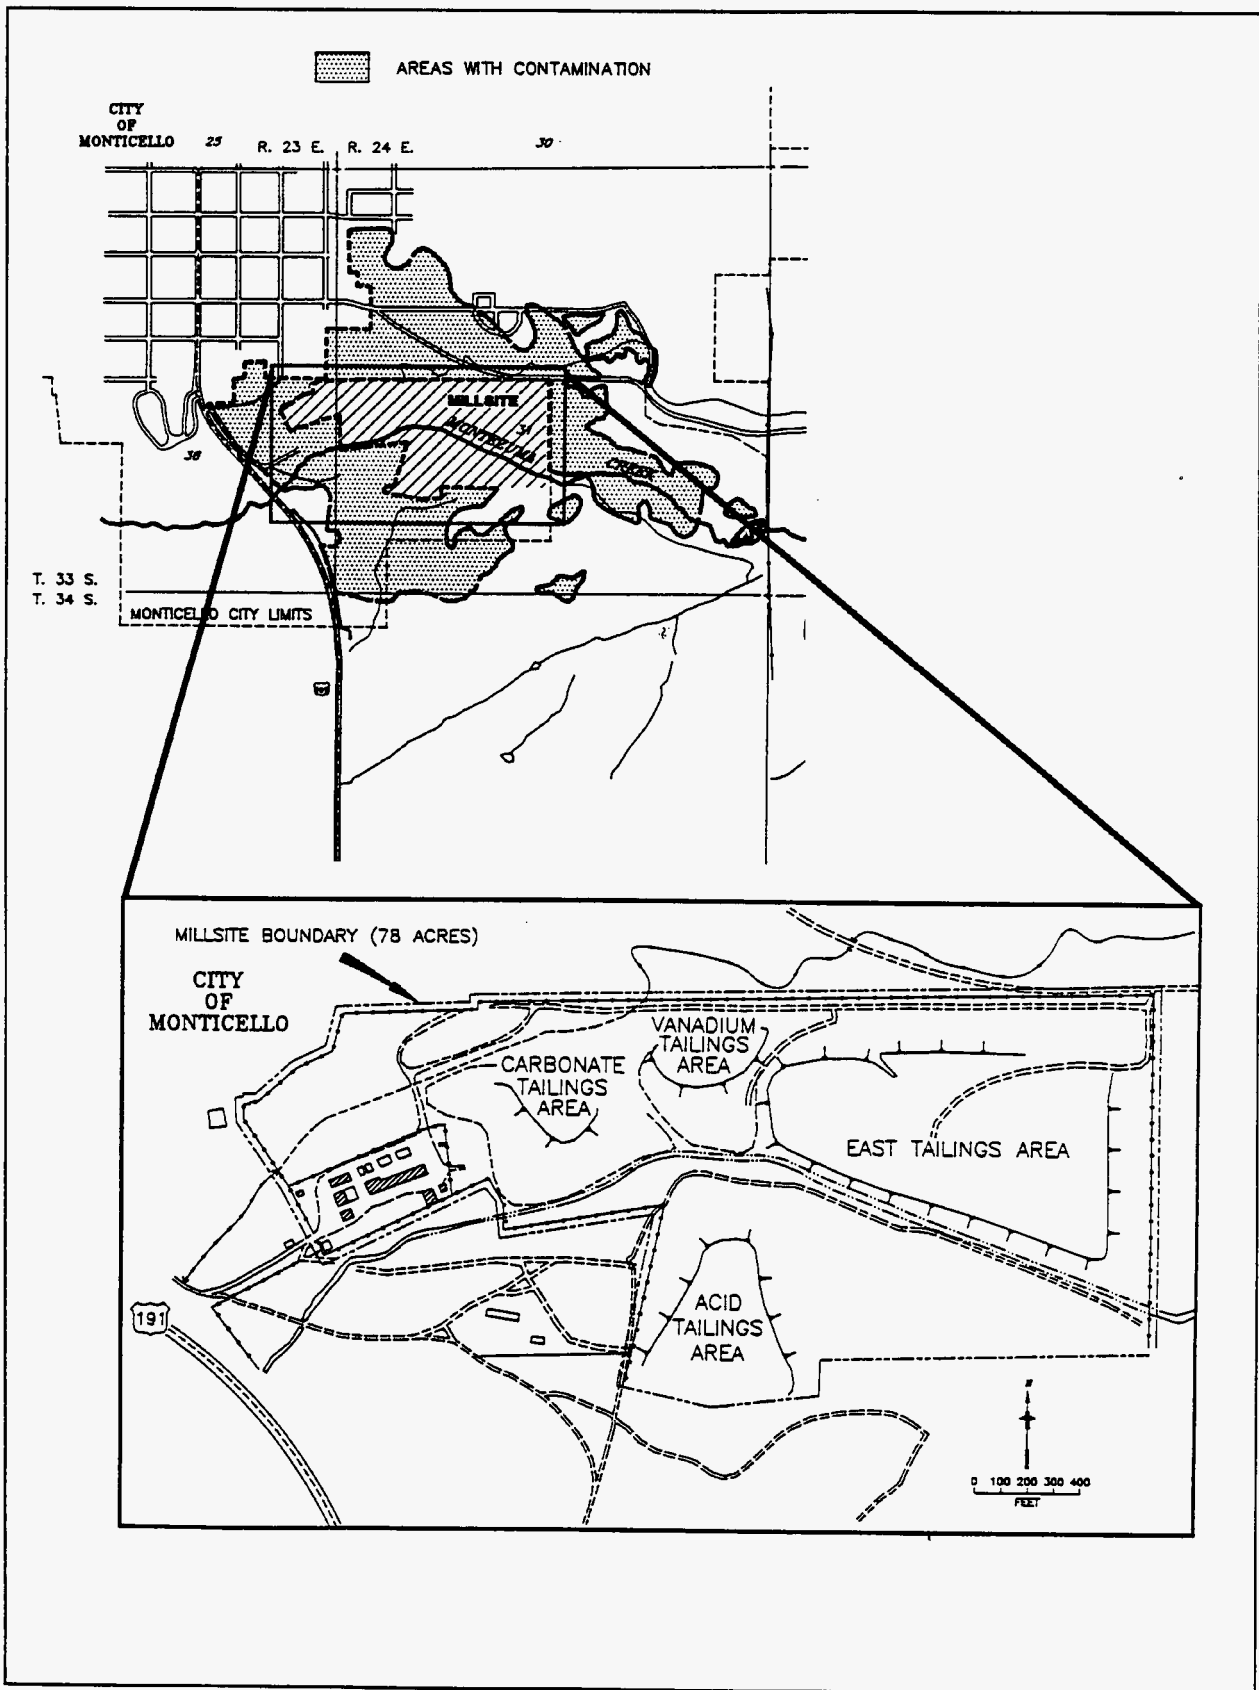 AREAS WITH CONTAMINATION
CITY
OF
MONTICELLO
25
R. 23 E.
R. 24 E.
30
MILLSITE
31
MONTEZUMA
CREEK
36
T. 33 S.
T. 34 S.
MONTICELLO CITY LIMITS
MILLSITE BOUNDARY (78 ACRES)
CITY
OF
MONTICELLO
VANADIUM
TAILINGS
AREA
CARBONATE
TAILINGS
AREA
EAST TAILINGS AREA
191
ACID
TAILINGS
AREA
N
0 100 200 300 400
FEET